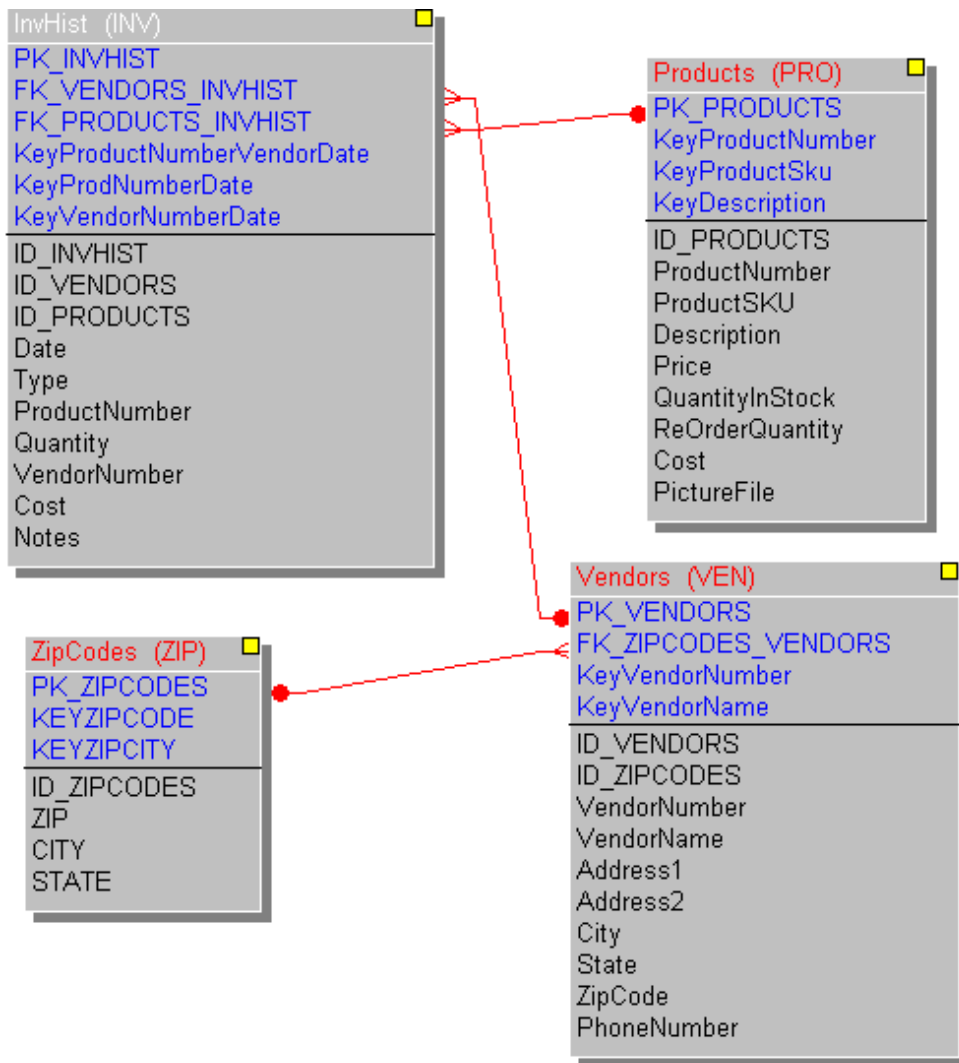 InvHist (INV)
PK_INVHIST
FK_VENDORS_INVHIST
FK_PRODUCTS_INVHIST
KeyProductNumberVendorDate
KeyProdNumberDate
KeyVendorNumberDate
ID_INVHIST
ID_VENDORS
ID_PRODUCTS
Date
Type
ProductNumber
Quantity
VendorNumber
Cost
Notes
Products (PRO)
PK_PRODUCTS
KeyProductNumber
KeyProductSku
KeyDescription
ID_PRODUCTS
ProductNumber
ProductSKU
Description
Price
QuantityInStock
ReOrderQuantity
Cost
PictureFile
ZipCodes (ZIP)
PK_ZIPCODES
KEYZIPCODE
KEYZIPCITY
ID_ZIPCODES
ZIP
CITY
STATE
Vendors (VEN)
PK_VENDORS
FK_ZIPCODES_VENDORS
KeyVendorNumber
KeyVendorName
ID_VENDORS
ID_ZIPCODES
VendorNumber
VendorName
Address1
Address2
City
State
ZipCode
PhoneNumber